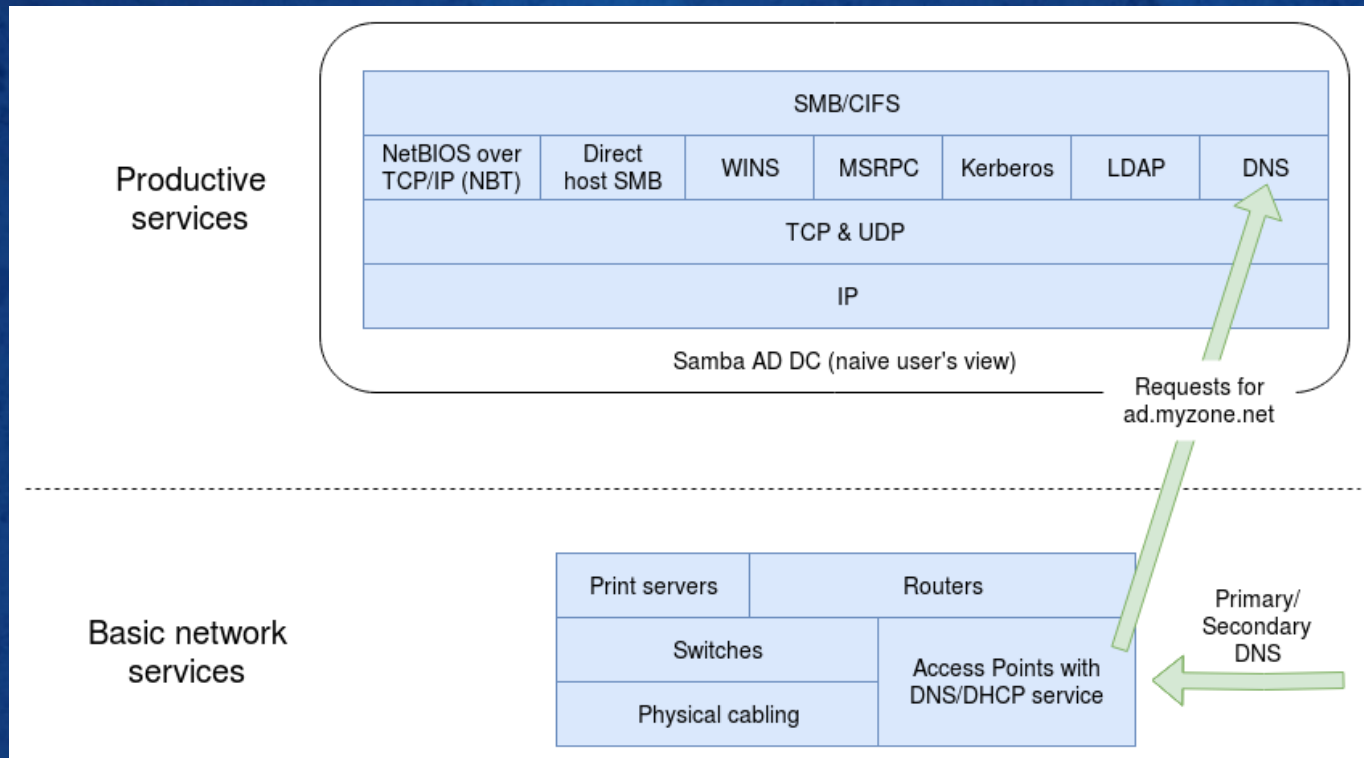 SMB/CIFS
Productive
services
NetBIOS over
TCP/IP (NBT)
Direct
host SMB
WINS
MSRPC
Kerberos
LDAP
DNS
TCP & UDP
IP
Samba AD DC (naive user's view)
Requests for
ad.myzone.net
Basic network
services
Print servers
Routers
Switches
Physical cabling
Access Points with
DNS/DHCP service
Primary/
Secondary
DNS